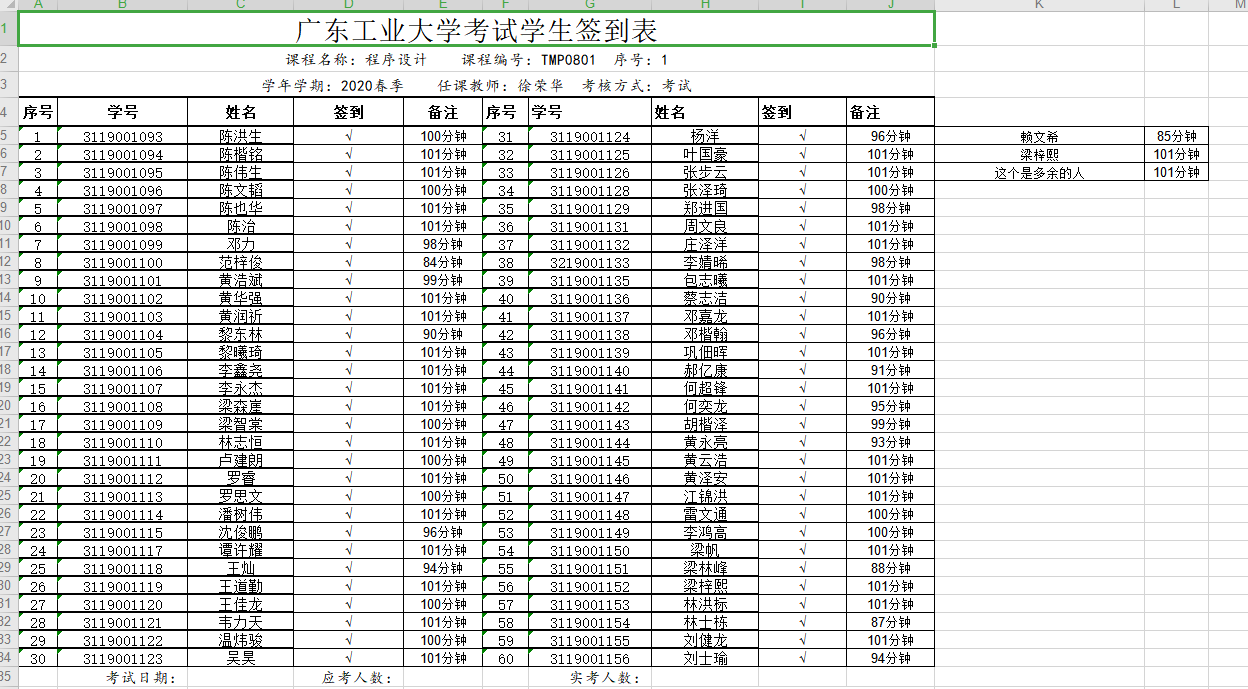 A B C D E F G H I J K L M
1 广东工业大学考试学生签到表
2 课程名称：程序设计 课程编号：TMP0801 序号：1
3 学年学期：2020春季 任课教师：徐荣华 考核方式：考试
4 序号 学号 姓名 签到 备注 序号 学号 姓名 签到 备注
5 1 3119001093 陈洪生 √ 100分钟 31 3119001124 杨洋 √ 96分钟 赖文希 85分钟
6 2 3119001094 陈楷铭 √ 101分钟 32 3119001125 叶国豪 √ 101分钟 梁梓熙 101分钟
7 3 3119001095 陈伟生 √ 101分钟 33 3119001126 张步云 √ 101分钟 这个是多余的人 101分钟
8 4 3119001096 陈文韬 √ 100分钟 34 3119001128 张泽琦 √ 100分钟
9 5 3119001097 陈也华 √ 101分钟 35 3119001129 郑进国 √ 98分钟
10 6 3119001098 陈治 √ 101分钟 36 3119001131 周文良 √ 101分钟
11 7 3119001099 邓力 √ 98分钟 37 3119001132 庄泽洋 √ 101分钟
12 8 3119001100 范梓俊 √ 84分钟 38 3219001133 李婧晞 √ 98分钟
13 9 3119001101 黄浩斌 √ 99分钟 39 3119001135 包志曦 √ 101分钟
14 10 3119001102 黄华强 √ 101分钟 40 3119001136 蔡志洁 √ 90分钟
15 11 3119001103 黄润祈 √ 101分钟 41 3119001137 邓嘉龙 √ 101分钟
16 12 3119001104 黎东林 √ 90分钟 42 3119001138 邓楷翰 √ 96分钟
17 13 3119001105 黎曦琦 √ 101分钟 43 3119001139 巩佃晖 √ 101分钟
18 14 3119001106 李鑫尧 √ 101分钟 44 3119001140 郝亿康 √ 91分钟
19 15 3119001107 李永杰 √ 101分钟 45 3119001141 何超锋 √ 101分钟
20 16 3119001108 梁森崖 √ 101分钟 46 3119001142 何奕龙 √ 95分钟
21 17 3119001109 梁智棠 √ 100分钟 47 3119001143 胡楷泽 √ 99分钟
22 18 3119001110 林志恒 √ 101分钟 48 3119001144 黄永亮 √ 93分钟
23 19 3119001111 卢建朗 √ 100分钟 49 3119001145 黄云浩 √ 101分钟
24 20 3119001112 罗睿 √ 101分钟 50 3119001146 黄泽安 √ 101分钟
25 21 3119001113 罗思文 √ 100分钟 51 3119001147 江锦洪 √ 101分钟
26 22 3119001114 潘树伟 √ 101分钟 52 3119001148 雷文通 √ 100分钟
27 23 3119001115 沈俊鹏 √ 96分钟 53 3119001149 李鸿高 √ 100分钟
28 24 3119001117 谭许耀 √ 101分钟 54 3119001150 梁帆 √ 101分钟
29 25 3119001118 王灿 √ 94分钟 55 3119001151 梁林峰 √ 88分钟
30 26 3119001119 王道勤 √ 101分钟 56 3119001152 梁梓熙 √ 101分钟
31 27 3119001120 王佳龙 √ 100分钟 57 3119001153 林洪标 √ 101分钟
32 28 3119001121 韦力天 √ 101分钟 58 3119001154 林士栋 √ 87分钟
33 29 3119001122 温炜骏 √ 100分钟 59 3119001155 刘健龙 √ 101分钟
34 30 3119001123 吴昊 √ 101分钟 60 3119001156 刘士瑜 √ 94分钟
35 考试日期： 应考人数： 实考人数：